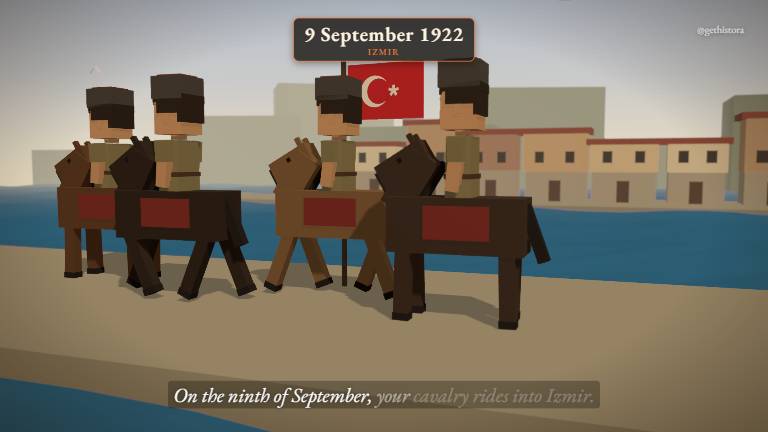 9 September 1922
IZMIR
@gethistora
On the ninth of September, your cavalry rides into Izmir.